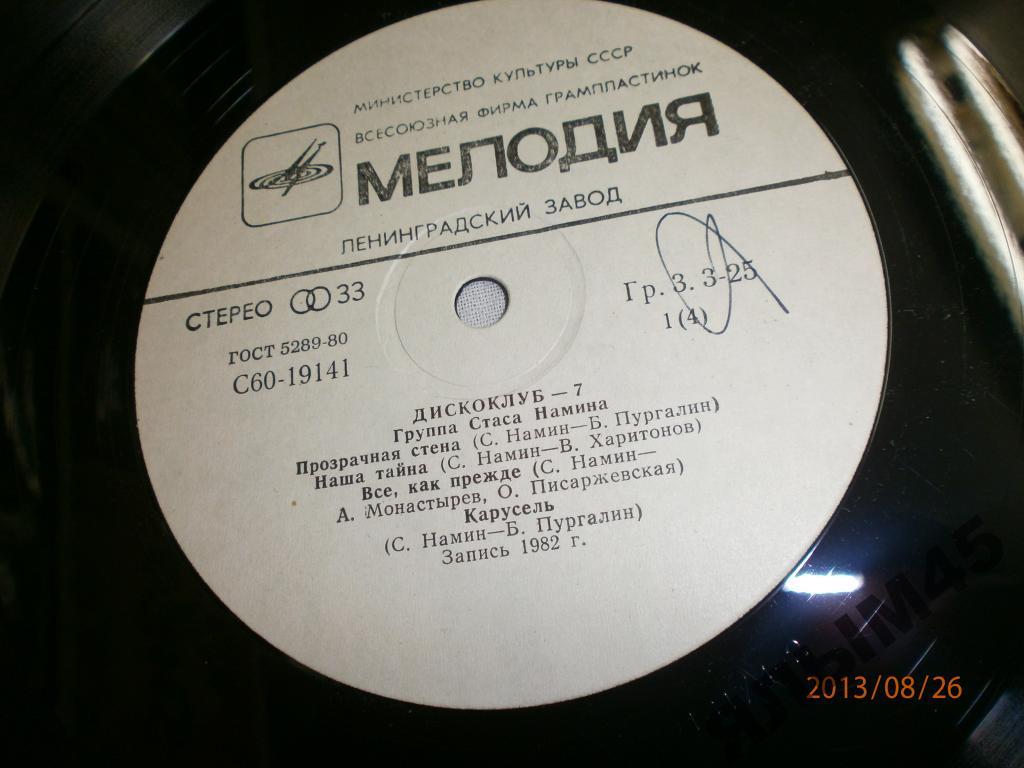 МИНИСТЕРСТВО КУЛЬТУРЫ СССР
ВСЕСОЮЗНАЯ ФИРМА ГРАМПЛАСТИНОК
МЕЛОДИЯ
ЛЕНИНГРАДСКИЙ ЗАВОД
СТЕРЕО 33
Гр. 3. 3-25
ГОСТ 5289-80
1 (4)
С60-19141
ДИСКОКЛУБ — 7
Группа Стаса Намина
Прозрачная стена (С. Намин—Б. Пургалин)
Наша тайна (С. Намин—В. Харитонов)
Все, как прежде (С. Намин—
А. Монастырев, О. Писаржевская)
Карусель
(С. Намин—Б. Пургалин)
Запись 1982 г.
2013/08/26